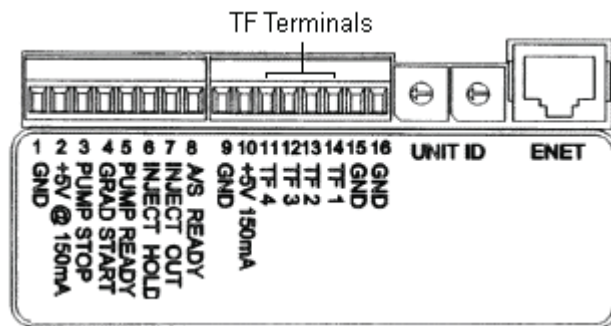 TF Terminals
1 2 3 4 5 6 7 8 9 10 11 12 13 14 15 16
GND
+5V @ 150mA
PUMP STOP
GRAD START
PUMP READY
INJECT HOLD
INJECT OUT
A/S READY
GND
+5V 150mA
TF 4
TF 3
TF 2
TF 1
GND
GND
UNIT ID
ENET